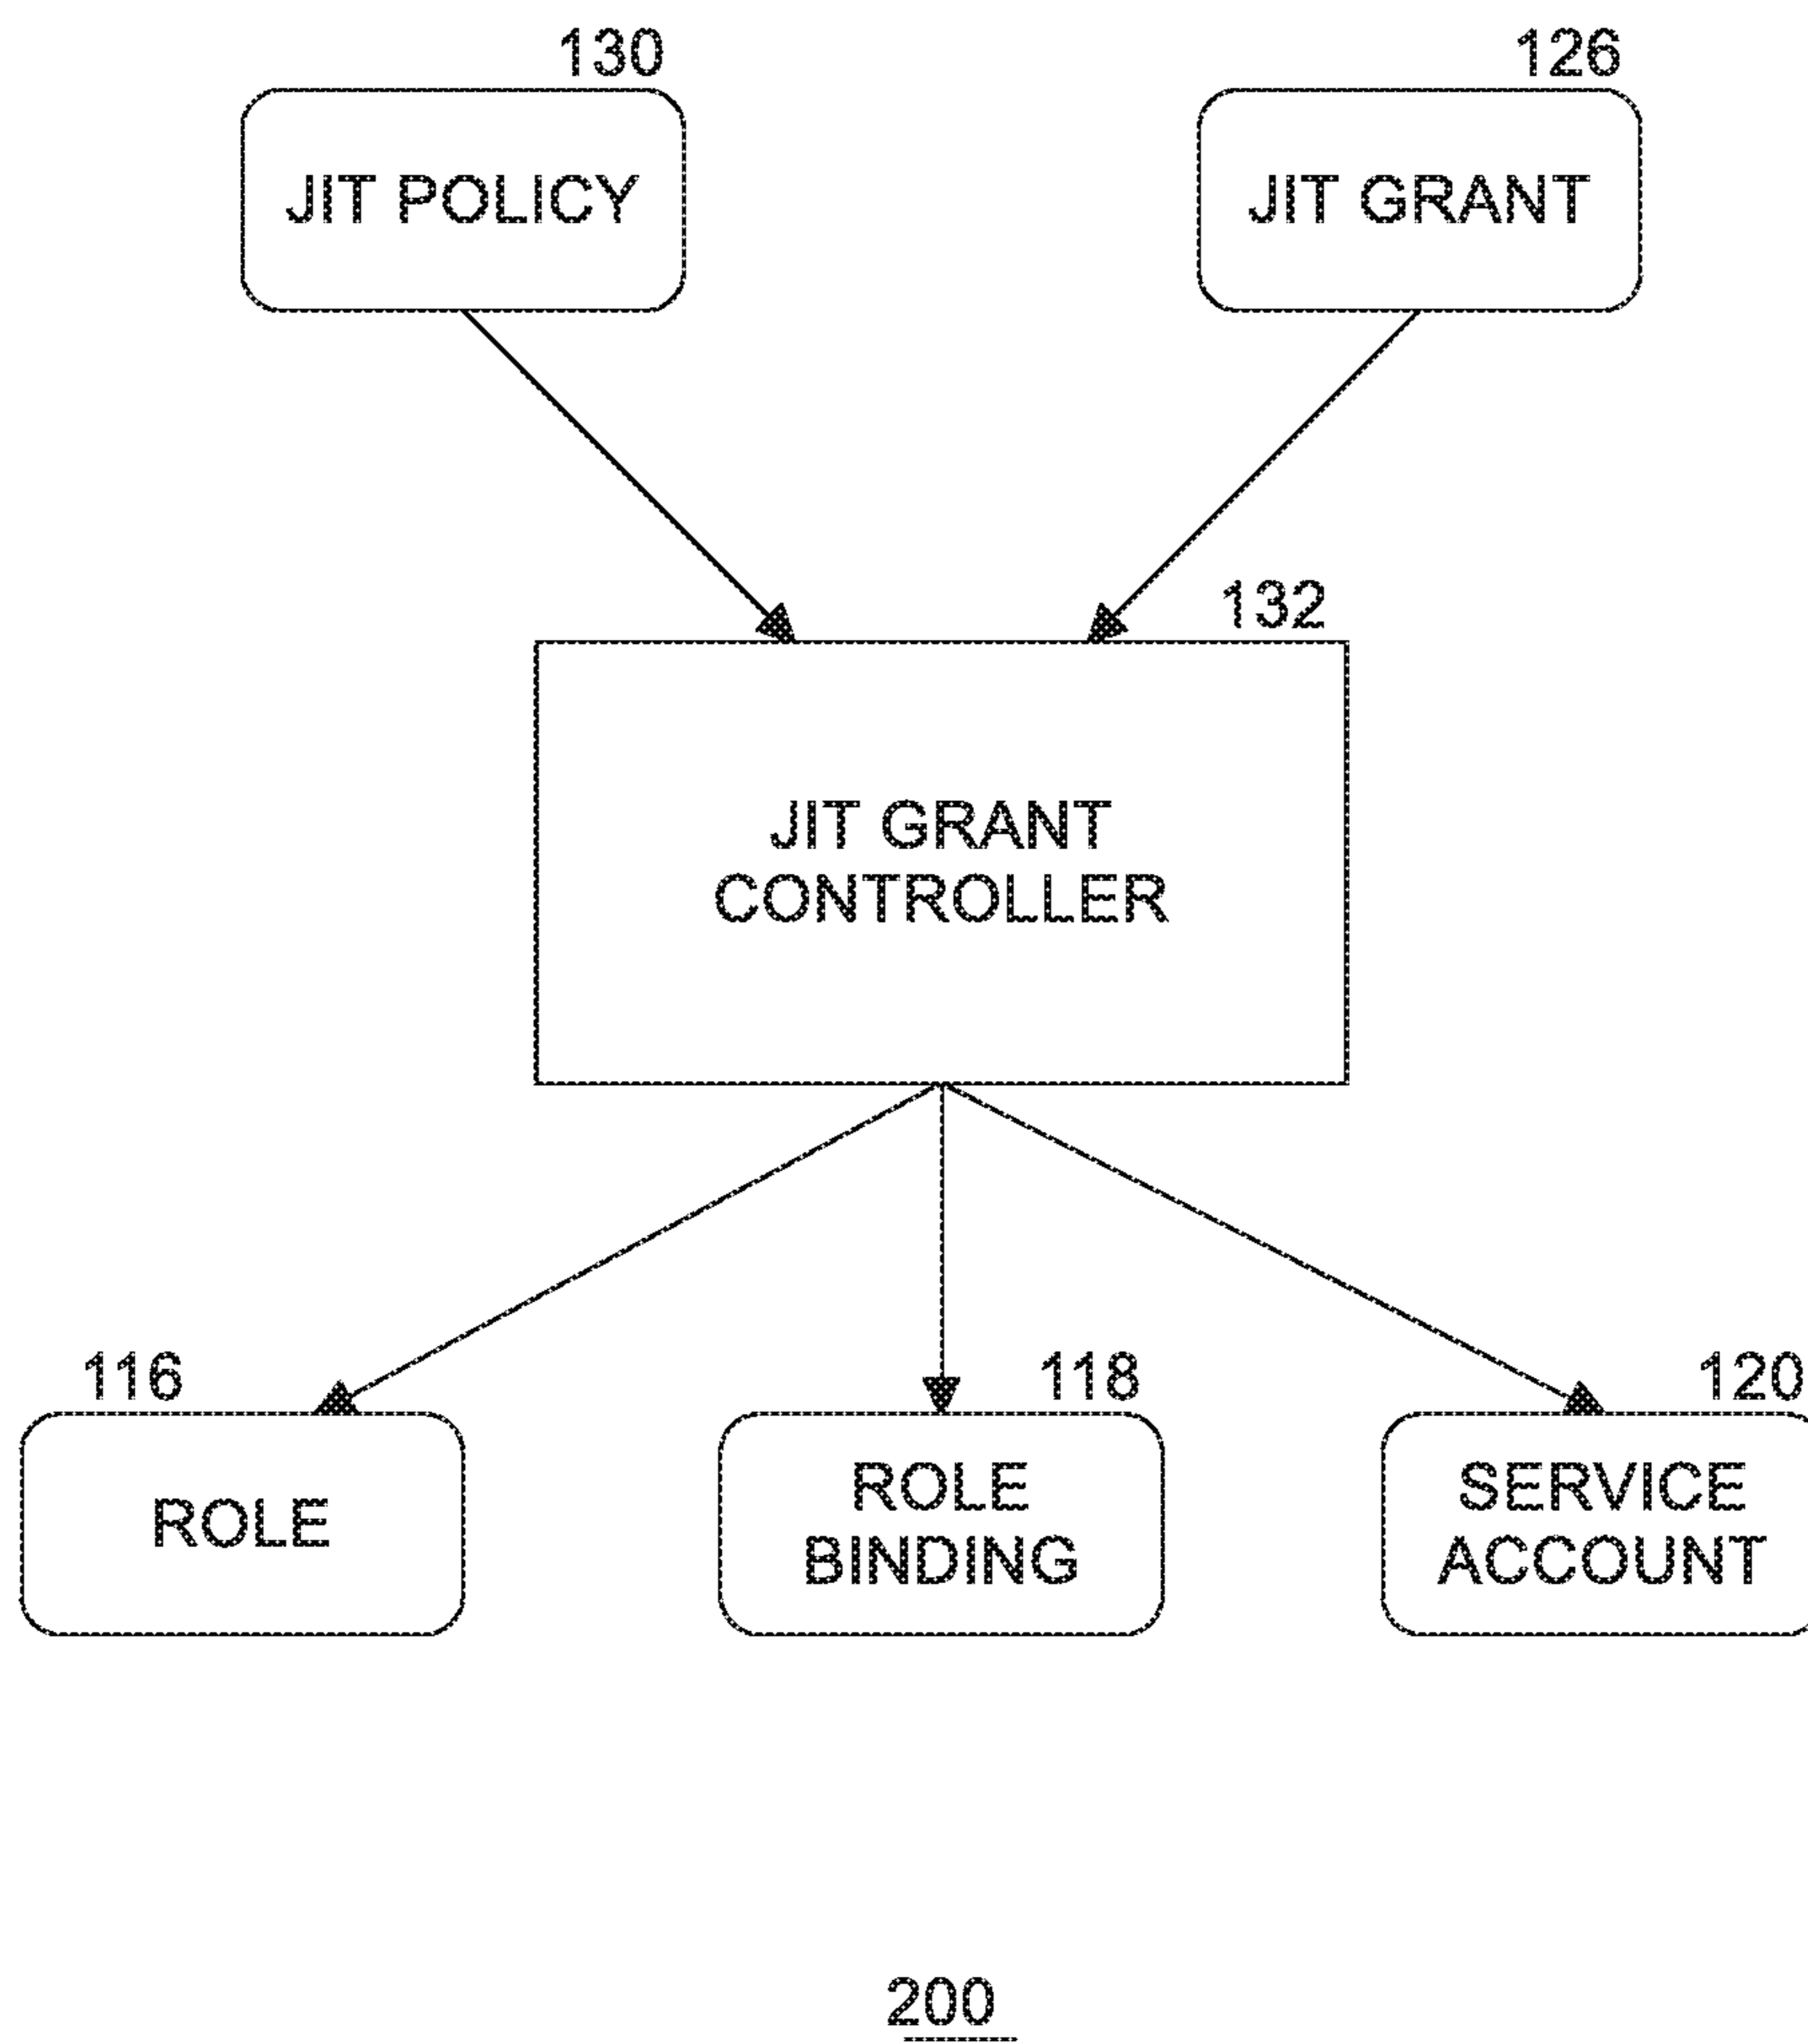 130
126
JIT POLICY
JIT GRANT
132
JIT GRANT
CONTROLLER
116
118
120
ROLE
ROLE
BINDING
SERVICE
ACCOUNT
200